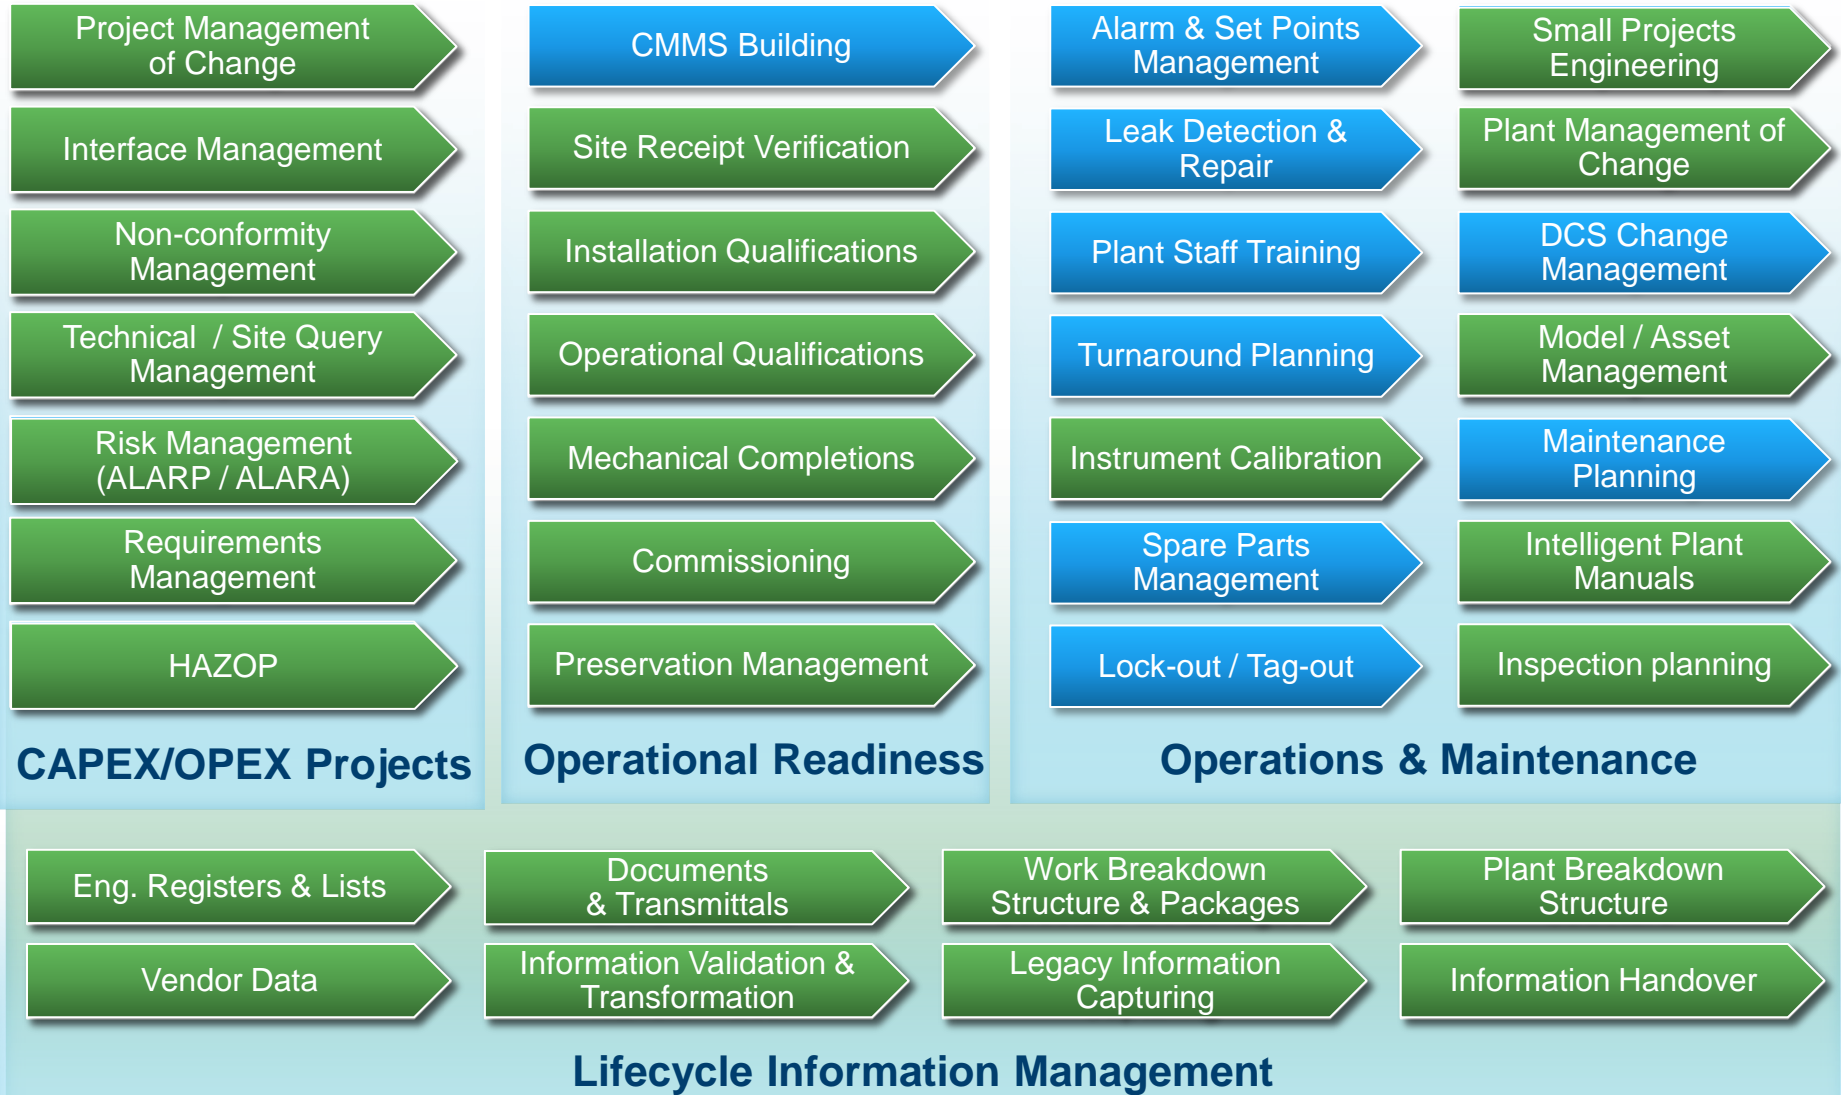 Project Management
of Change
Interface Management
Non-conformity
Management
Technical / Site Query
Management
Risk Management
(ALARP / ALARA)
Requirements
Management
HAZOP
CAPEX/OPEX Projects
CMMS Building
Site Receipt Verification
Installation Qualifications
Operational Qualifications
Mechanical Completions
Commissioning
Preservation Management
Operational Readiness
Alarm & Set Points
Management
Leak Detection &
Repair
Plant Staff Training
Turnaround Planning
Instrument Calibration
Spare Parts
Management
Lock-out / Tag-out
Small Projects
Engineering
Plant Management of
Change
DCS Change
Management
Model / Asset
Management
Maintenance
Planning
Intelligent Plant
Manuals
Inspection planning
Operations & Maintenance
Eng. Registers & Lists
Documents
& Transmittals
Work Breakdown
Structure & Packages
Plant Breakdown
Structure
Vendor Data
Information Validation &
Transformation
Legacy Information
Capturing
Information Handover
Lifecycle Information Management